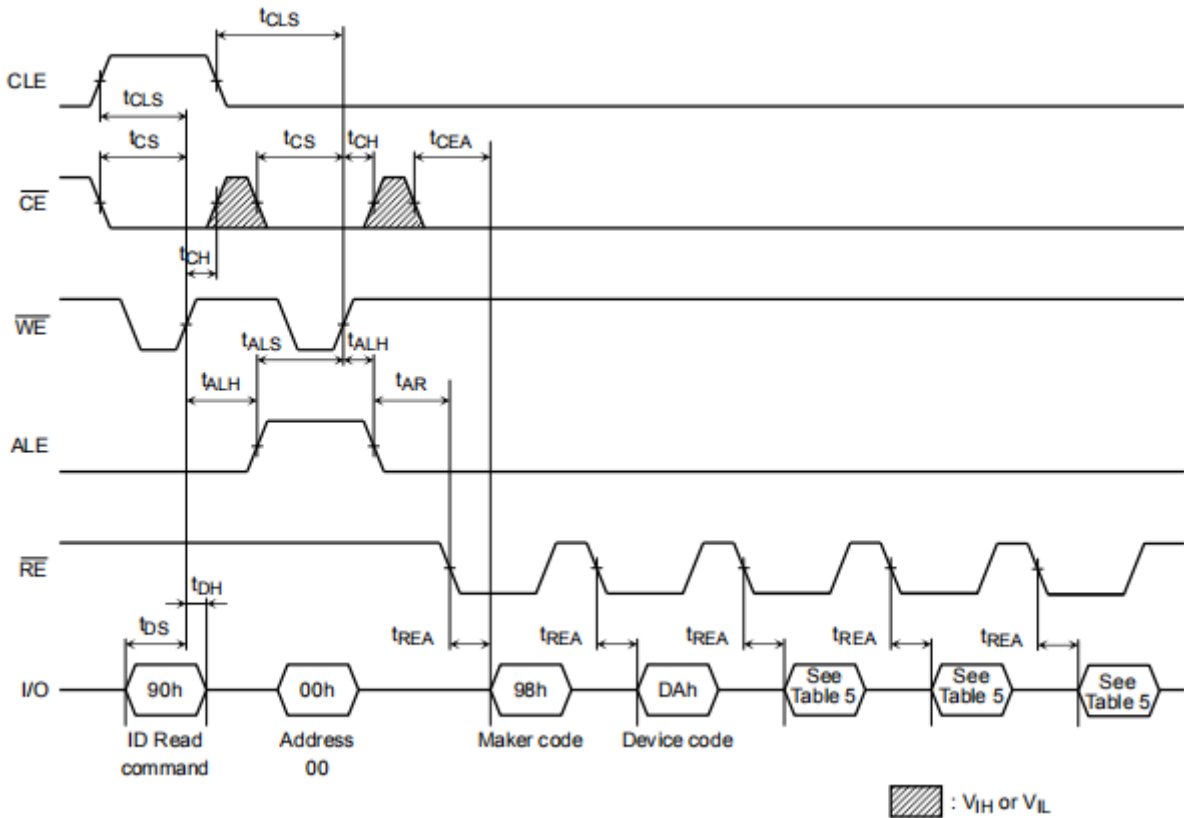 tCLS
CLE
tCLS
tCS tCS tCH tCEA
CE
tCH
WE
tALS tALH
tALH tAR
ALE
RE
tDH
tDS tREA tREA tREA tREA tREA
I/O 90h 00h 98h DAh See Table 5 See Table 5 See Table 5
ID Read command Address 00 Maker code Device code
: VIH or VIL